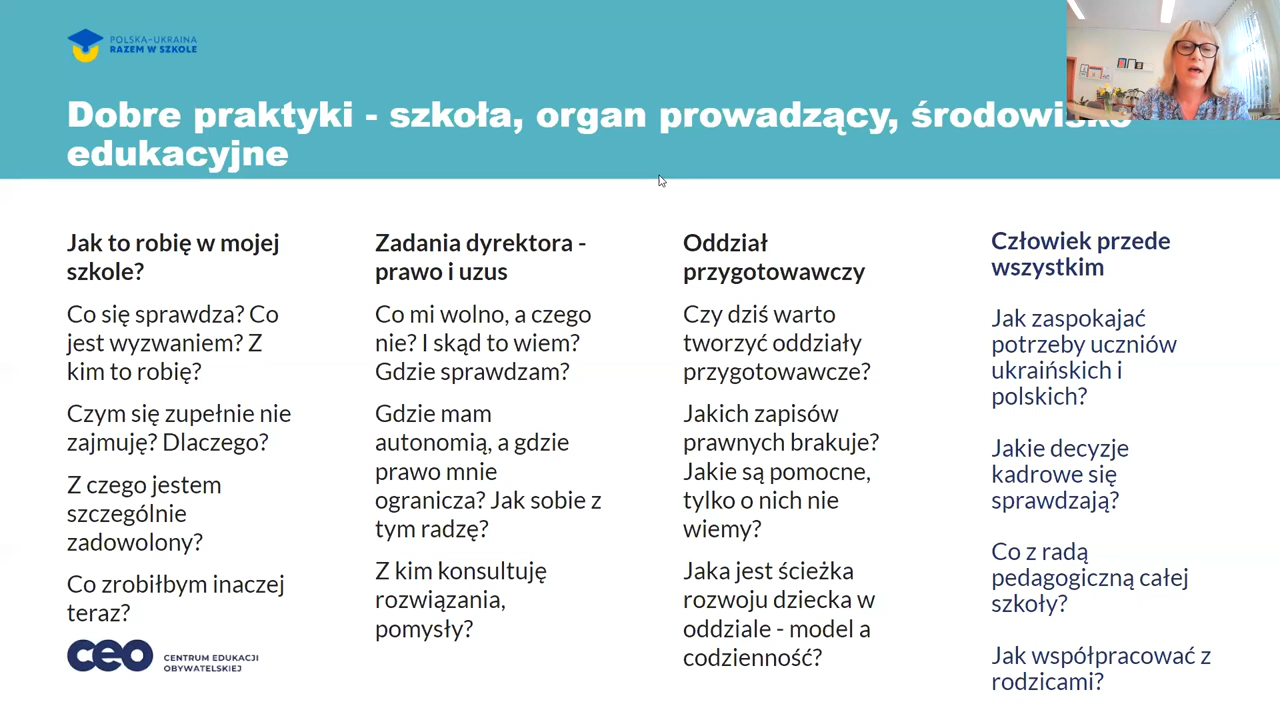 POLSKA-UKRAINA
RAZEM W SZKOLE
Dobre praktyki - szkoła, organ prowadzący, środowisko
edukacyjne
Jak to robię w mojej
szkole?
Co się sprawdza? Co
jest wyzwaniem? Z
kim to robię?
Czym się zupełnie nie
zajmuję? Dlaczego?
Z czego jestem
szczególnie
zadowolony?
Co zrobiłbym inaczej
teraz?
Zadania dyrektora -
prawo i uzus
Co mi wolno, a czego
nie? I skąd to wiem?
Gdzie sprawdzam?
Gdzie mam
autonomią, a gdzie
prawo mnie
ogranicza? Jak sobie z
tym radzę?
Z kim konsultuję
rozwiązania,
pomysły?
Oddział
przygotowawczy
Czy dziś warto
tworzyć oddziały
przygotowawcze?
Jakich zapisów
prawnych brakuje?
Jakie są pomocne,
tylko o nich nie
wiemy?
Jaka jest ścieżka
rozwoju dziecka w
oddziale - model a
codzienność?
Człowiek przede
wszystkim
Jak zaspokajać
potrzeby uczniów
ukraińskich i
polskich?
Jakie decyzje
kadrowe się
sprawdzają?
Co z radą
pedagogiczną całej
szkoły?
Jak współpracować z
rodzicami?
ceo
CENTRUM EDUKACJI
OBYWATELSKIEJ